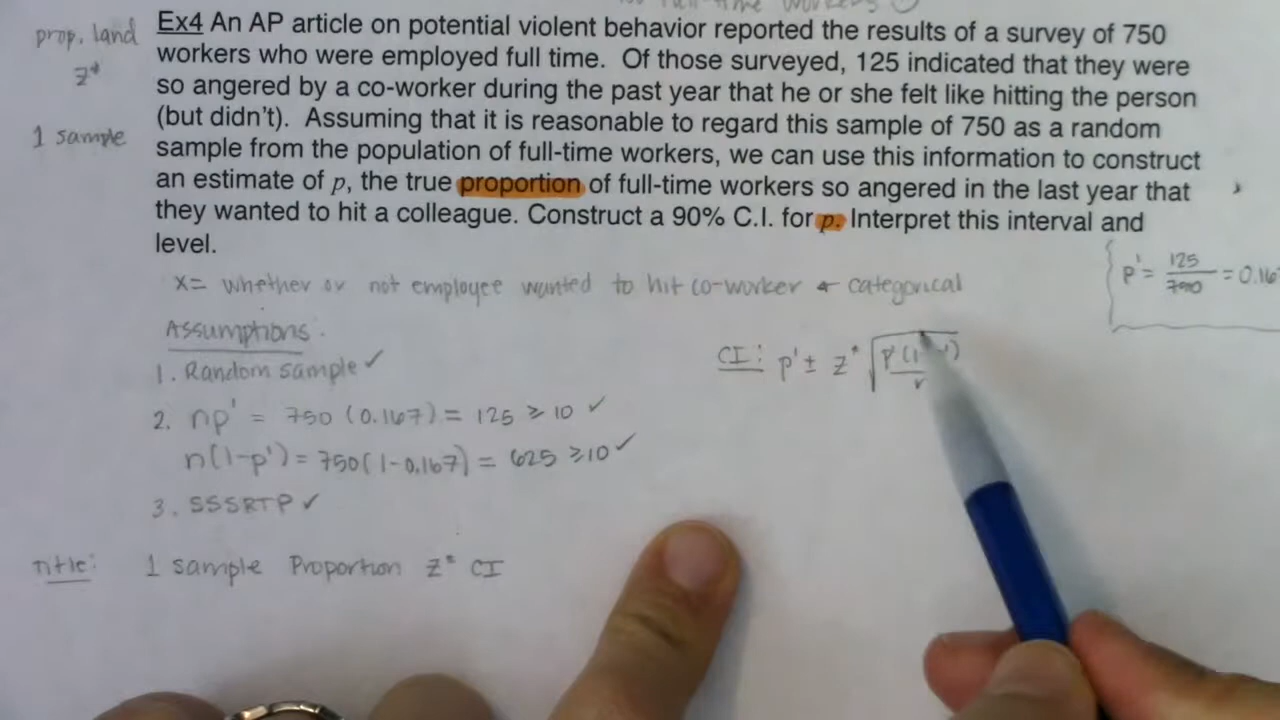 prop. land
z*
1 sample
Ex4 An AP article on potential violent behavior reported the results of a survey of 750
workers who were employed full time. Of those surveyed, 125 indicated that they were
so angered by a co-worker during the past year that he or she felt like hitting the person
(but didn't). Assuming that it is reasonable to regard this sample of 750 as a random
sample from the population of full-time workers, we can use this information to construct
an estimate of p, the true proportion of full-time workers so angered in the last year that
they wanted to hit a colleague. Construct a 90% C.I. for p. Interpret this interval and
level.
p' = 125/750 = 0.16
x = whether or not employee wanted to hit co-worker ← categorical
Assumptions:
1. Random sample ✓
2. np' = 750 (0.167) = 125 ≥ 10 ✓
n(1-p') = 750(1-0.167) = 625 ≥10 ✓
3. SSSRTP ✓
CI: p' ± z* √p'(1
Title: 1 sample Proportion z* CI